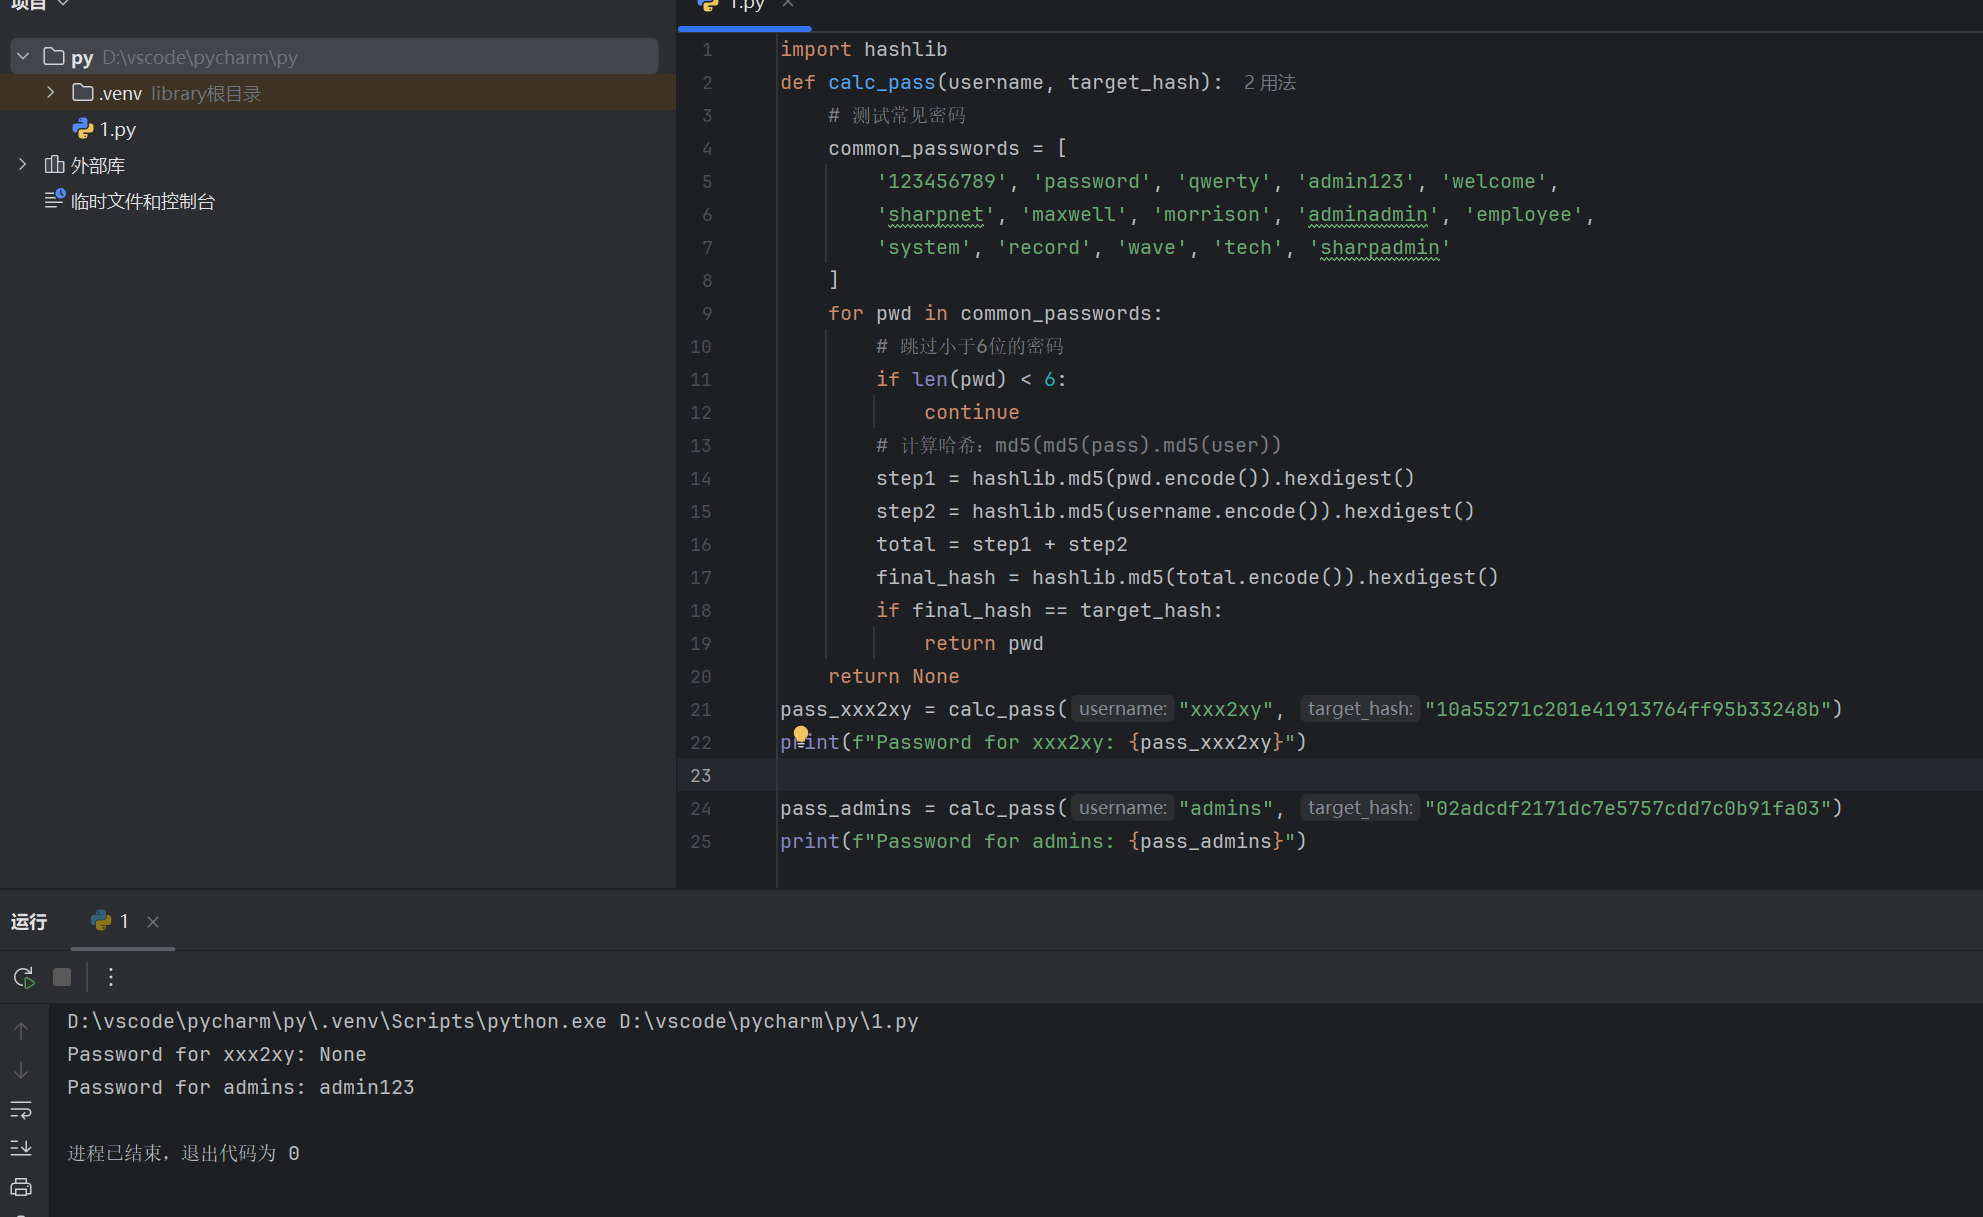 项目
py D:\vscode\pycharm\py
.venv library根目录
1.py
外部库
临时文件和控制台
1.py
1 import hashlib
2 def calc_pass(username, target_hash): 2 用法
3 # 测试常见密码
4 common_passwords = [
5 '123456789', 'password', 'qwerty', 'admin123', 'welcome',
6 'sharpnet', 'maxwell', 'morrison', 'adminadmin', 'employee',
7 'system', 'record', 'wave', 'tech', 'sharpadmin'
8 ]
9 for pwd in common_passwords:
10 # 跳过小于6位的密码
11 if len(pwd) < 6:
12 continue
13 # 计算哈希：md5(md5(pass).md5(user))
14 step1 = hashlib.md5(pwd.encode()).hexdigest()
15 step2 = hashlib.md5(username.encode()).hexdigest()
16 total = step1 + step2
17 final_hash = hashlib.md5(total.encode()).hexdigest()
18 if final_hash == target_hash:
19 return pwd
20 return None
21 pass_xxx2xy = calc_pass( username: "xxx2xy", target_hash: "10a55271c201e41913764ff95b33248b")
22 print(f"Password for xxx2xy: {pass_xxx2xy}")
23
24 pass_admins = calc_pass( username: "admins", target_hash: "02adcdf2171dc7e5757cdd7c0b91fa03")
25 print(f"Password for admins: {pass_admins}")
运行 1
D:\vscode\pycharm\py\.venv\Scripts\python.exe D:\vscode\pycharm\py\1.py
Password for xxx2xy: None
Password for admins: admin123
进程已结束，退出代码为 0